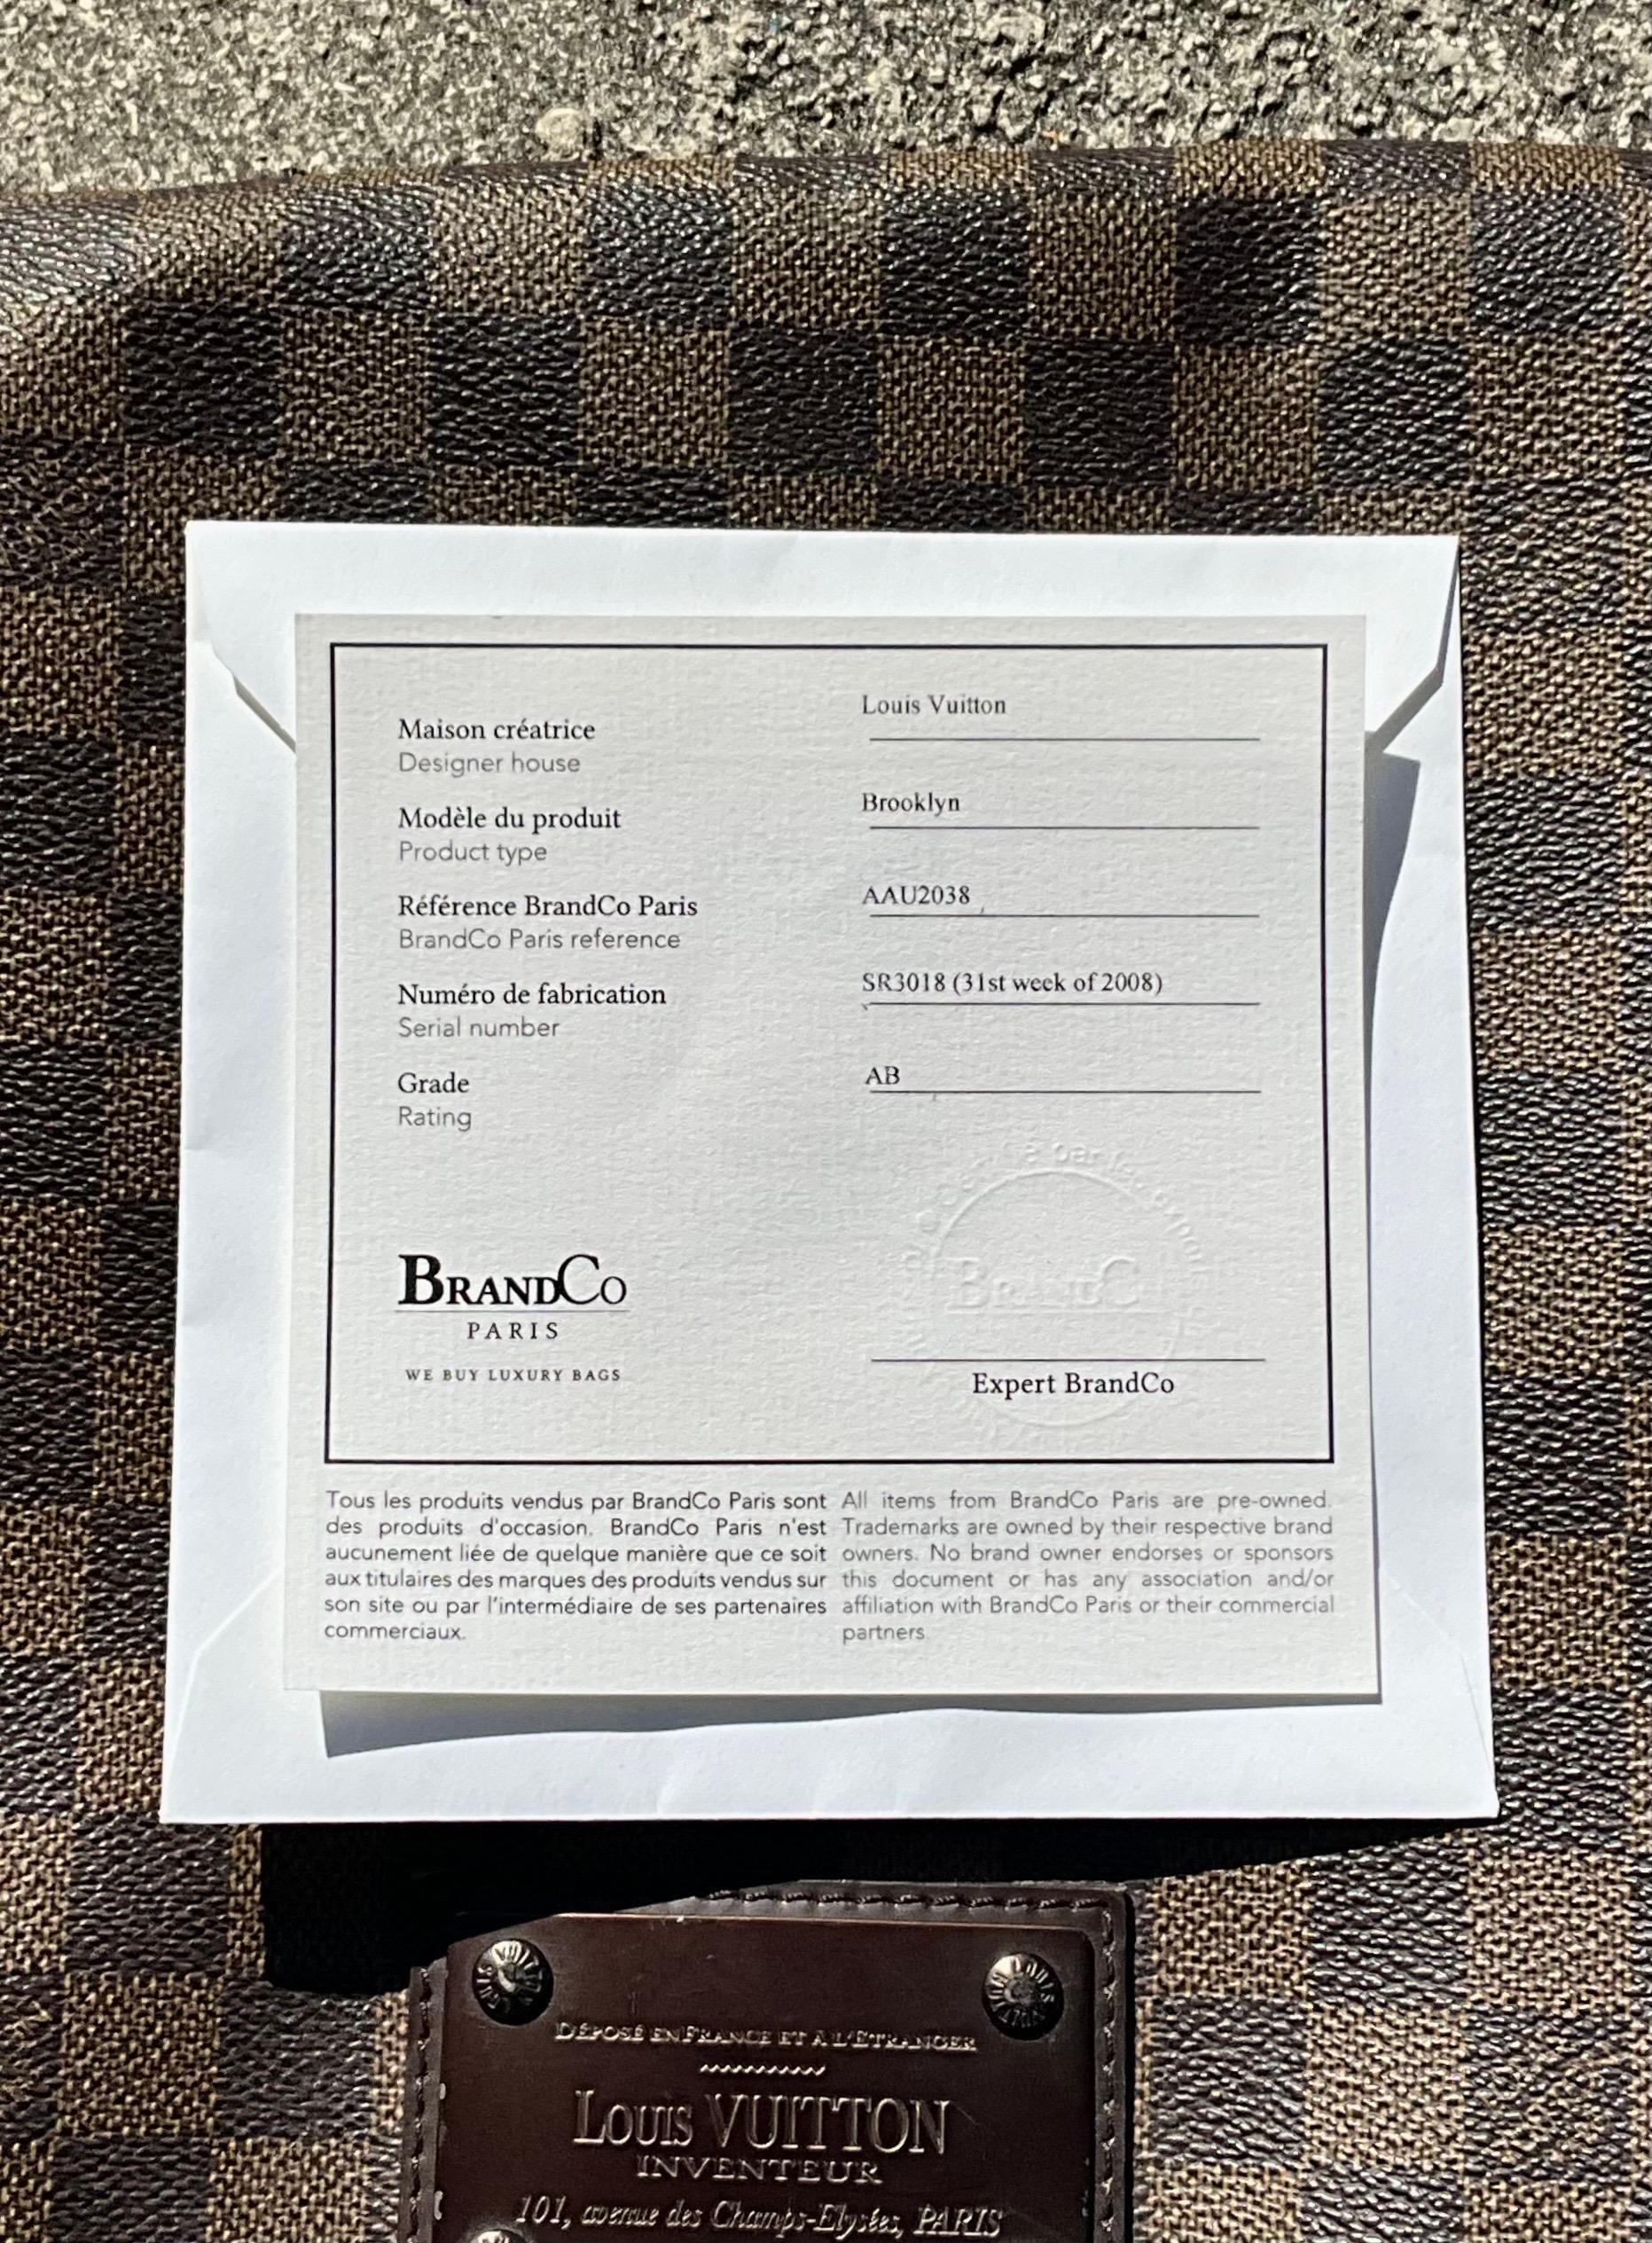 Louis Vuitton
Maison créatrice
Designer house
Brooklyn
Modèle du produit
Product type
AAU2038
Référence BrandCo Paris
BrandCo Paris reference
SR3018 (31st week of 2008)
Numéro de fabrication
Serial number
AB
Grade
Rating
par
BRANDCO
PARIS
WE BUY LUXURY BAGS
BRANDC
Expert BrandCo
Tous les produits vendus par BrandCo Paris sont
des produits d'occasion. BrandCo Paris n'est
aucunement liée de quelque manière que ce soit
aux titulaires des marques des produits vendus sur
son site ou par l'intermédiaire de ses partenaires
commerciaux.
All items from BrandCo Paris are pre-owned.
Trademarks are owned by their respective brand
owners. No brand owner endorses or sponsors
this document or has any association and/or
affiliation with BrandCo Paris or their commercial
partners.
DÉPOSÉ EN FRANCE ET A L'ETRANGER
LOUIS VUITTON
INVENTEUR
101, avenue des Champs-Elysées, PARIS